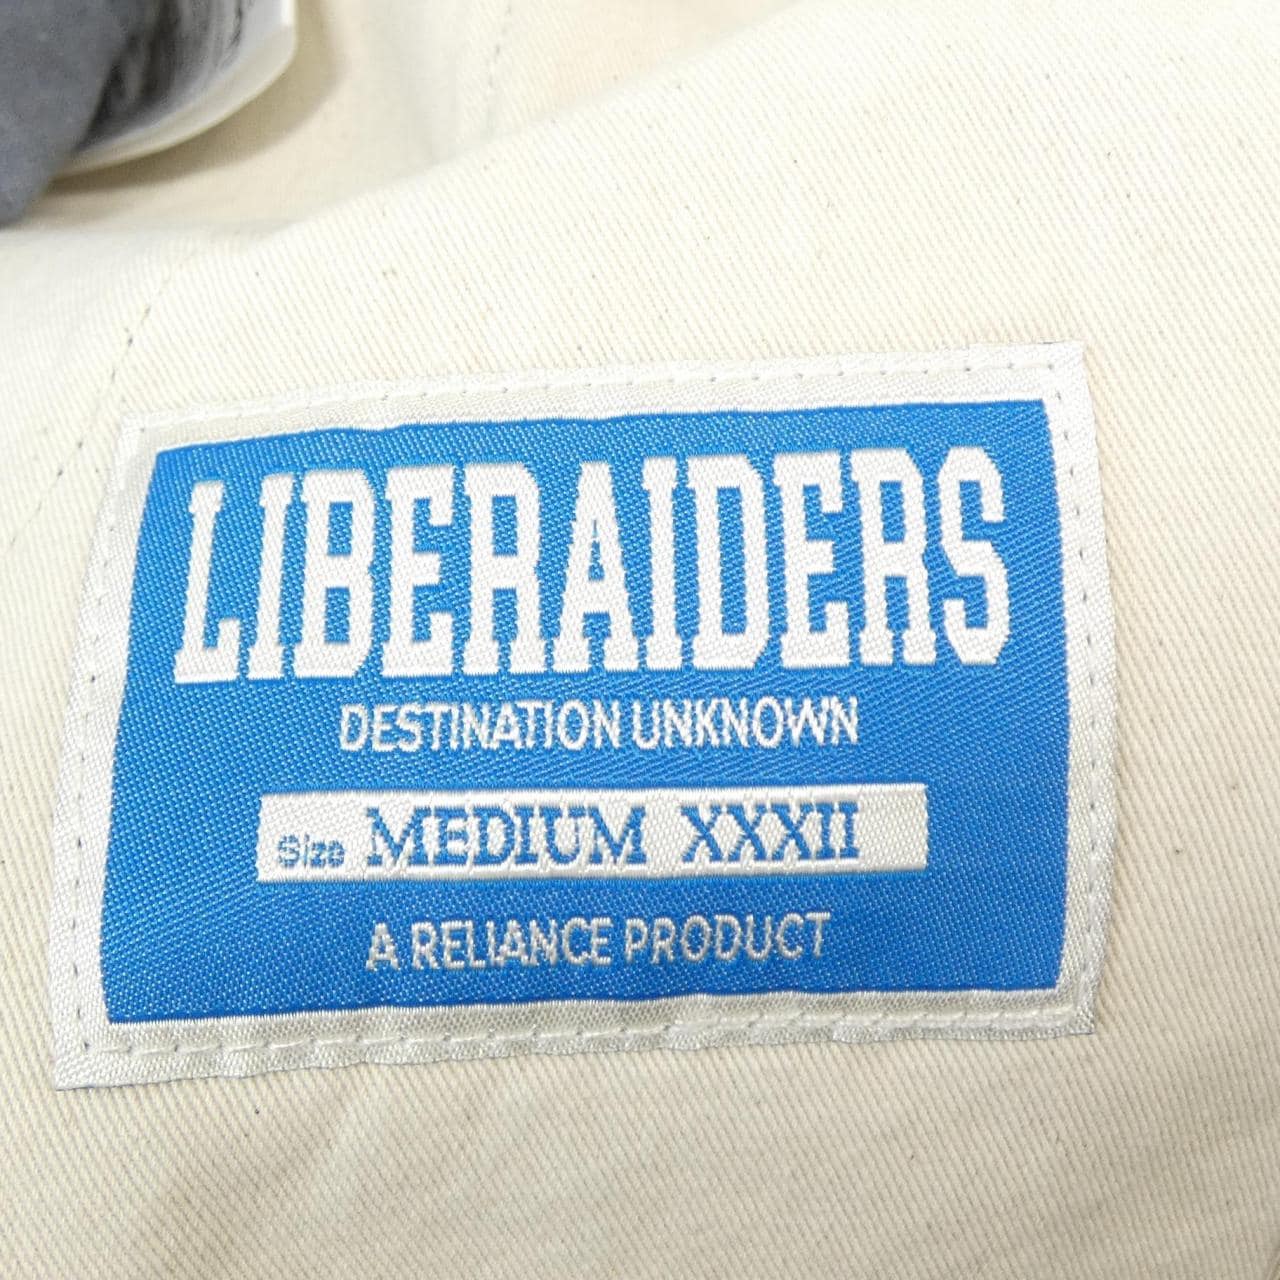 LIBERAIDERS
DESTINATION UNKNOWN
Size MEDIUM XXXII
A RELIANCE PRODUCT